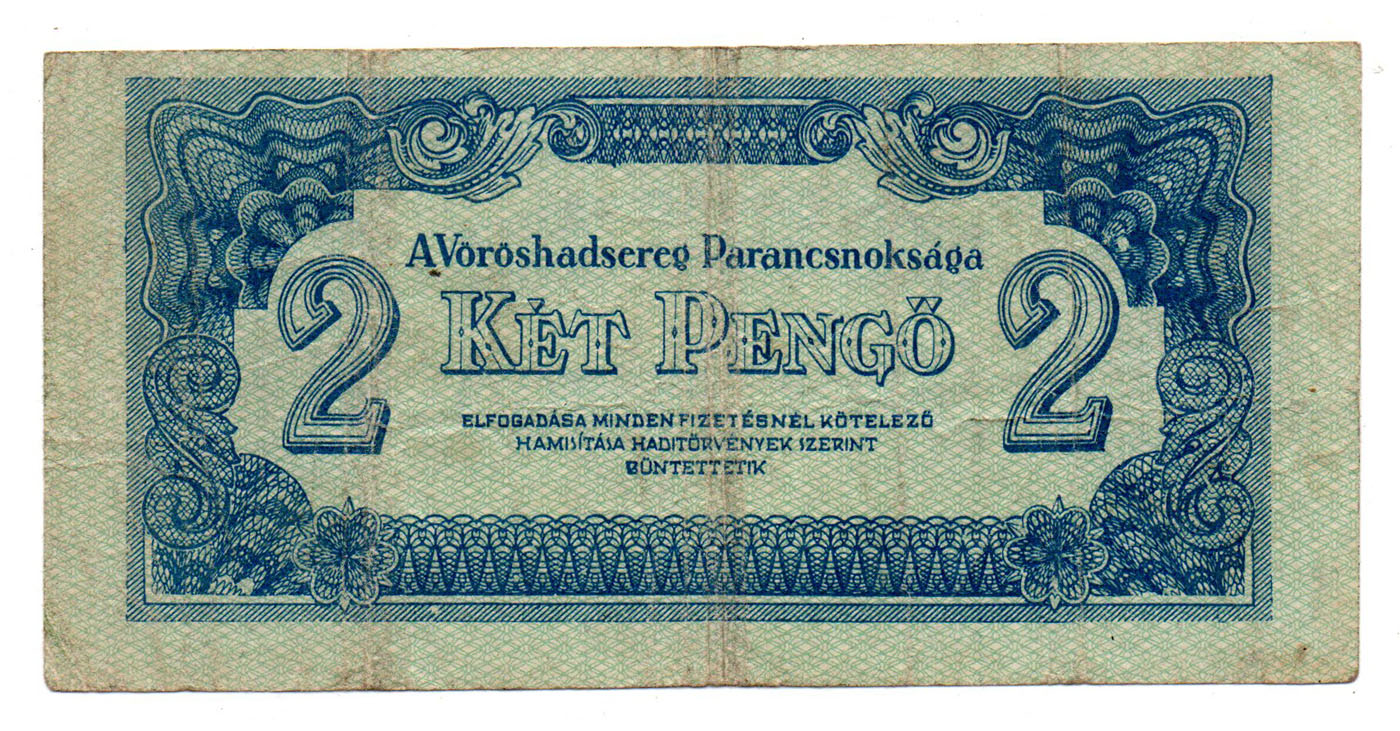 A Vöröshadsereg Parancsnoksága
2 KÉT PENGŐ 2
ELFOGADÁSA MINDEN FIZETÉSNÉL KÖTELEZŐ
HAMISÍTÁSA HADITÖRVÉNYEK SZERINT
BÜNTETTETIK